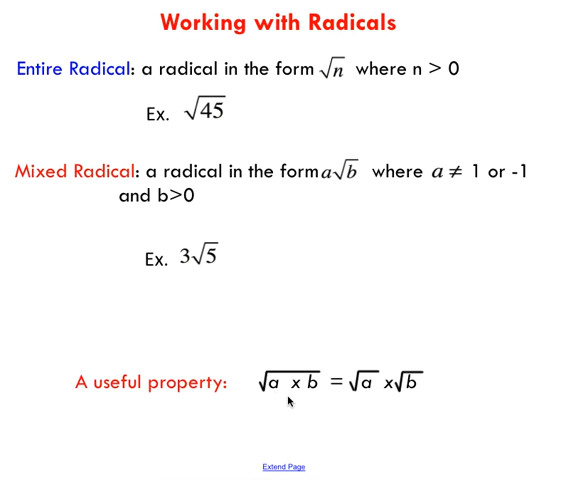 Working with Radicals
Entire Radical: a radical in the form √n where n > 0
Ex. √45
Mixed Radical: a radical in the form a√b where a ≠ 1 or -1
and b>0
Ex. 3√5
A useful property: √a x b = √a x√b
Extend Page